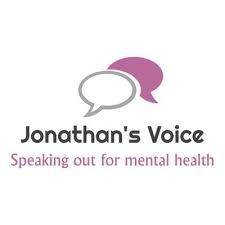 Jonathan's Voice
Speaking out for mental health